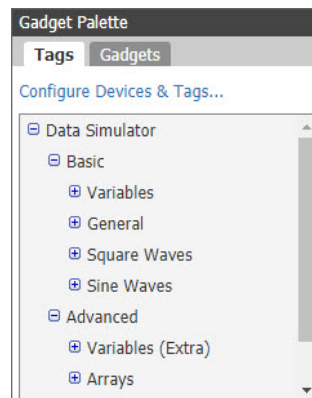 Gadget Palette
Tags Gadgets
Configure Devices & Tags...
Data Simulator
Basic
Variables
General
Square Waves
Sine Waves
Advanced
Variables (Extra)
Arrays